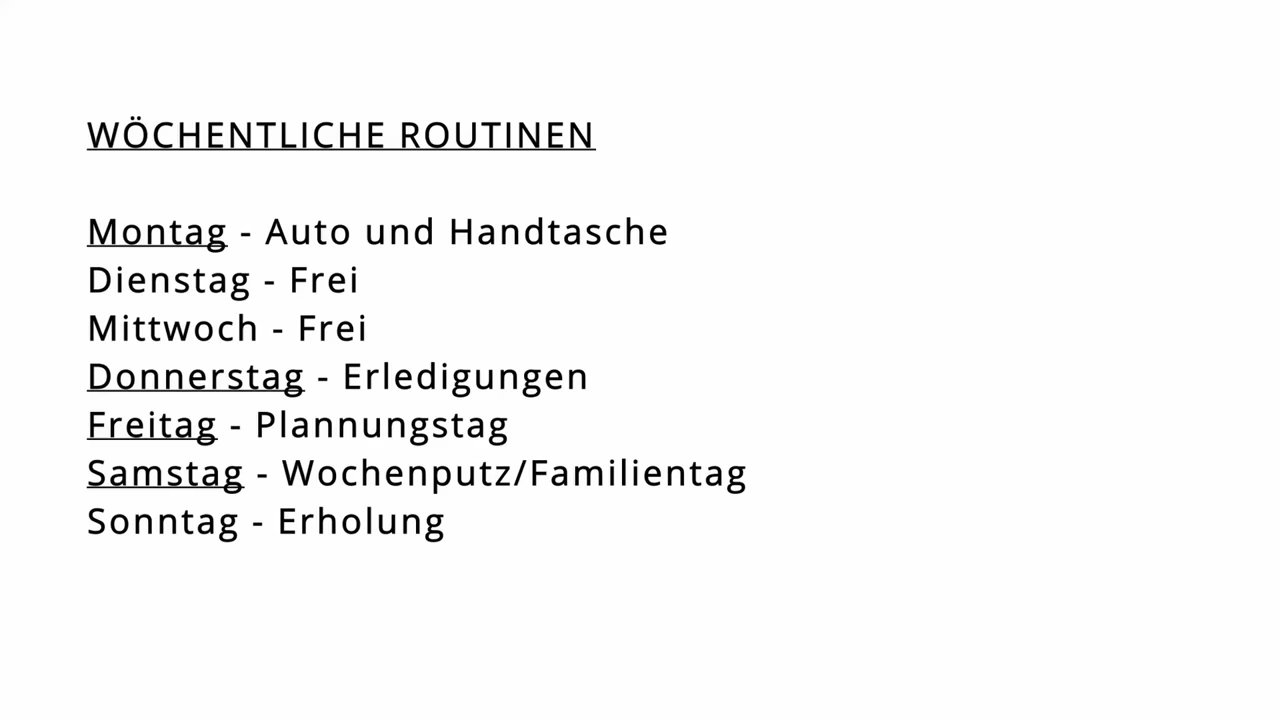 WÖCHENTLICHE ROUTINEN
Montag - Auto und Handtasche
Dienstag - Frei
Mittwoch - Frei
Donnerstag - Erledigungen
Freitag - Plannungstag
Samstag - Wochenputz/Familientag
Sonntag - Erholung